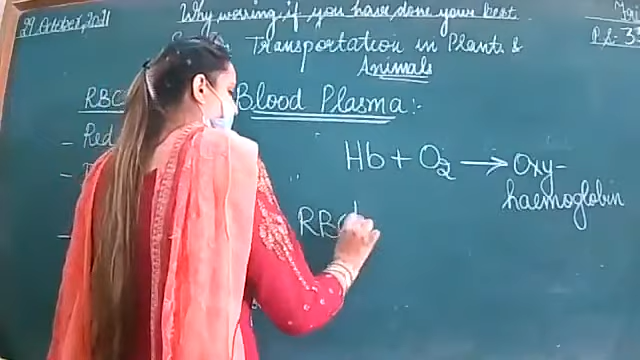 29 October, 2021
Why worring, if you have done your best.
Transportation in Plants &
Animals
RBC
Blood Plasma:-
- Red
Hb + O2 → Oxy-
haemoglobin
RBC